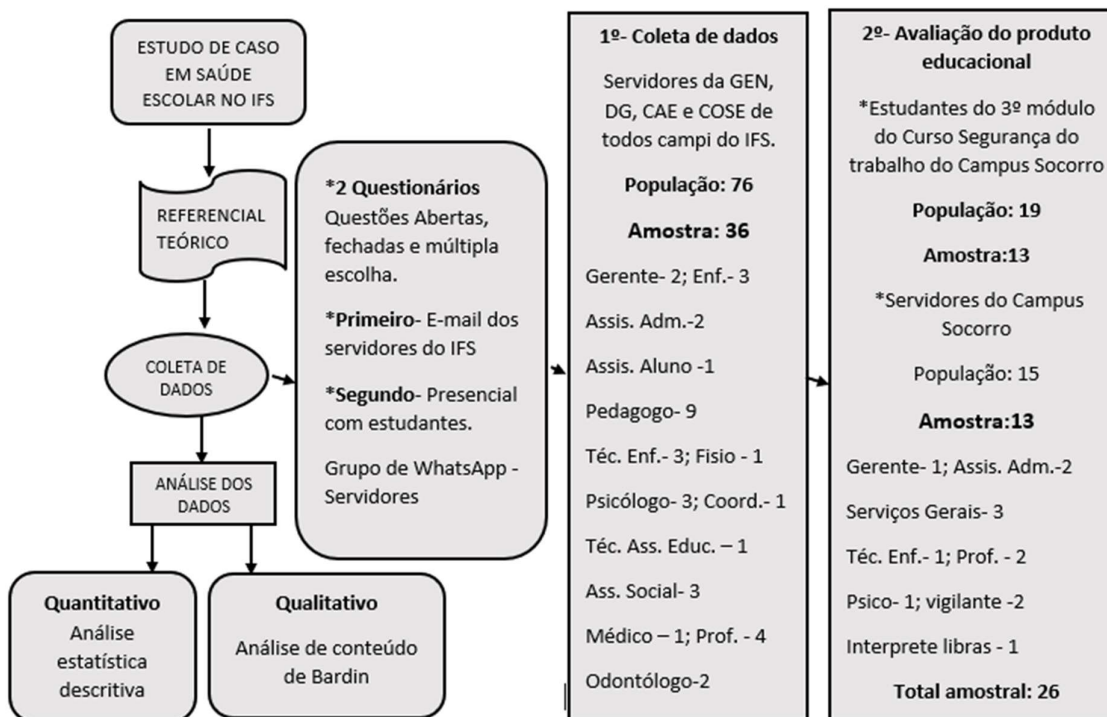 ESTUDO DE CASO
EM SAÚDE
ESCOLAR NO IFS
REFERENCIAL
TEÓRICO
COLETA DE
DADOS
ANÁLISE DOS
DADOS
Quantitativo
Análise
estatística
descritiva
Qualitativo
Análise de conteúdo
de Bardin
*2 Questionários
Questões Abertas,
fechadas e múltipla
escolha.
*Primeiro- E-mail dos
servidores do IFS
*Segundo- Presencial
com estudantes.
Grupo de WhatsApp -
Servidores
1º- Coleta de dados
Servidores da GEN,
DG, CAE e COSE de
todos campi do IFS.
População: 76
Amostra: 36
Gerente- 2; Enf.- 3
Assis. Adm.-2
Assis. Aluno -1
Pedagogo- 9
Téc. Enf.- 3; Fisio - 1
Psicólogo- 3; Coord.- 1
Téc. Ass. Educ. – 1
Ass. Social- 3
Médico – 1; Prof. - 4
Odontólogo-2
2º- Avaliação do produto
educacional
*Estudantes do 3º módulo
do Curso Segurança do
trabalho do Campus Socorro
População: 19
Amostra:13
*Servidores do Campus
Socorro
População: 15
Amostra:13
Gerente- 1; Assis. Adm.-2
Serviços Gerais- 3
Téc. Enf.- 1; Prof. - 2
Psico- 1; vigilante -2
Interprete libras - 1
Total amostral: 26